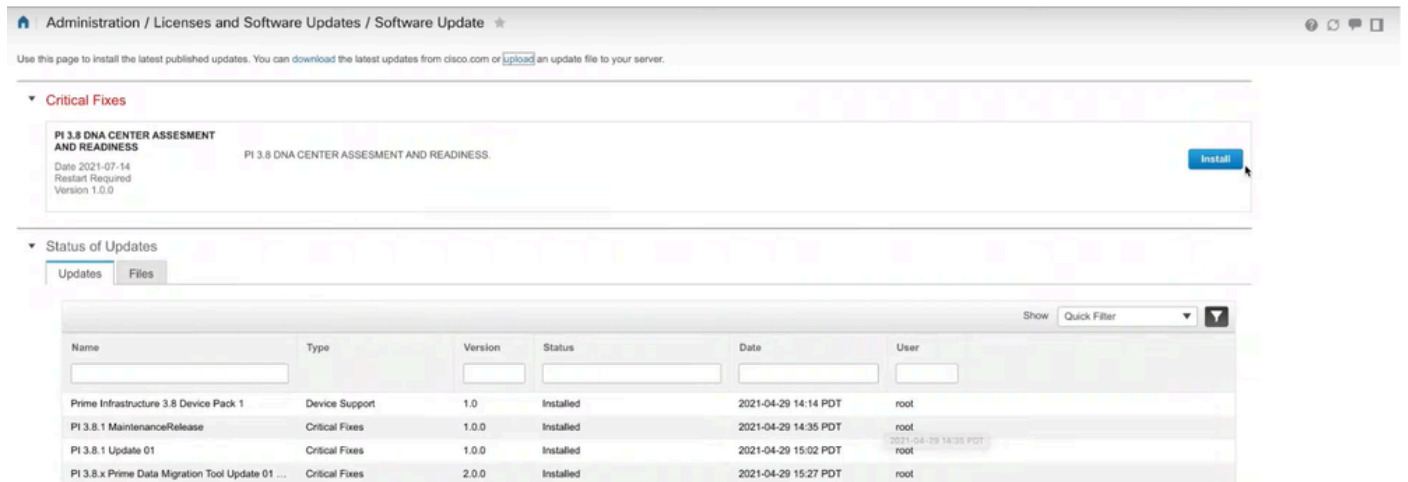 Administration / Licenses and Software Updates / Software Update
Use this page to install the latest published updates. You can download the latest updates from cisco.com or upload an update file to your server.
Critical Fixes
PI 3.8 DNA CENTER ASSESMENT
AND READINESS
Date 2021-07-14
Restart Required
Version 1.0.0
PI 3.8 DNA CENTER ASSESMENT AND READINESS.
Install
Status of Updates
Updates Files
Show Quick Filter
Name Type Version Status Date User
Prime Infrastructure 3.8 Device Pack 1 Device Support 1.0 Installed 2021-04-29 14:14 PDT root
PI 3.8.1 MaintenanceRelease Critical Fixes 1.0.0 Installed 2021-04-29 14:35 PDT root
2021-04-29 14:35 PDT
PI 3.8.1 Update 01 Critical Fixes 1.0.0 Installed 2021-04-29 15:02 PDT root
PI 3.8.x Prime Data Migration Tool Update 01 ... Critical Fixes 2.0.0 Installed 2021-04-29 15:27 PDT root